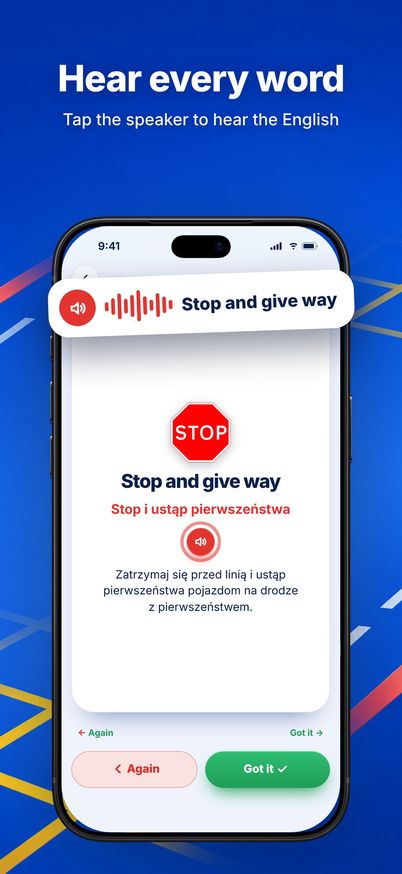 Hear every word
Tap the speaker to hear the English
9:41
Stop and give way
STOP
Stop and give way
Stop i ustąp pierwszeństwa
Zatrzymaj się przed linią i ustąp
pierwszeństwa pojazdom na drodze
z pierwszeństwem.
← Again
Got it →
Again
Got it ✓